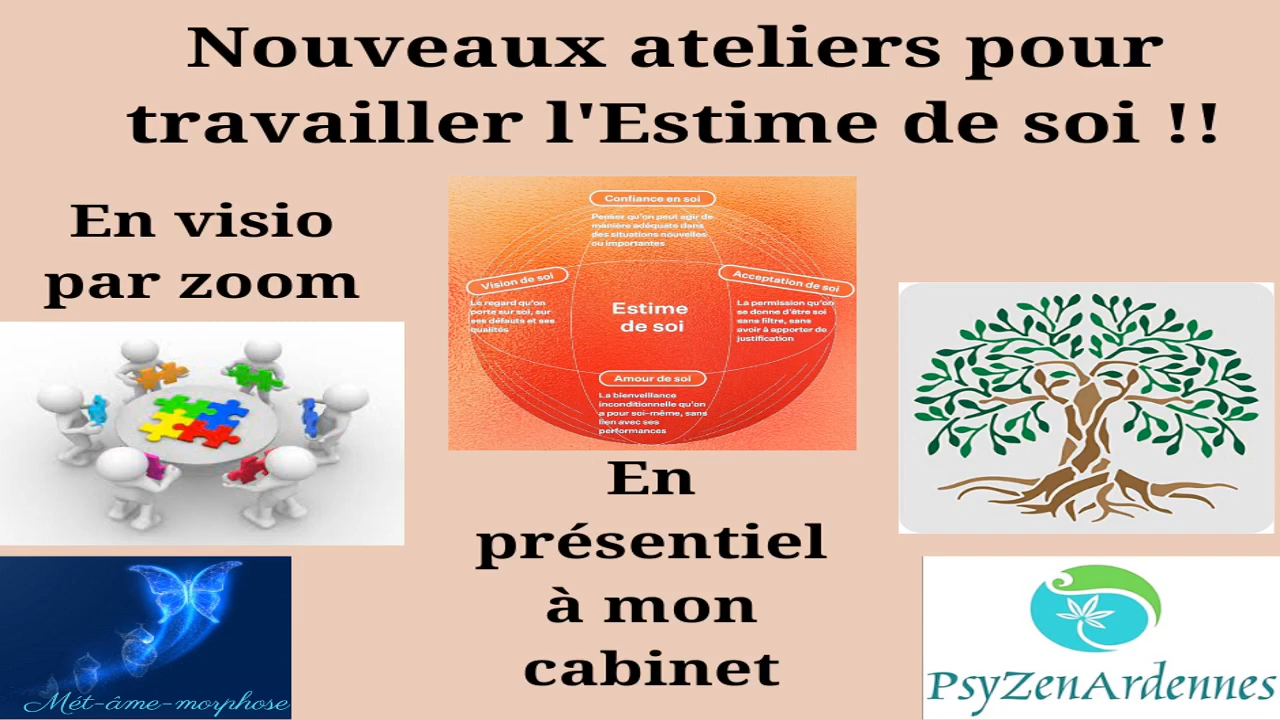 Nouveaux ateliers pour
travailler l'Estime de soi !!
En visio
par zoom
Confiance en soi
Penser qu'on peut agir de
manière adéquate dans
des situations nouvelles
ou importantes
Vision de soi
Le regard qu'on
porte sur soi, sur
ses défauts et ses
qualités
Estime
de soi
Acceptation de soi
La permission qu'on
se donne d'être soi
sans filtre, sans
avoir à apporter de
justification
Amour de soi
La bienveillance
inconditionnelle qu'on
a pour soi-même, sans
lien avec ses
performances
En
présentiel
à mon
cabinet
Mét-âme-morphose
PsyZenArdennes